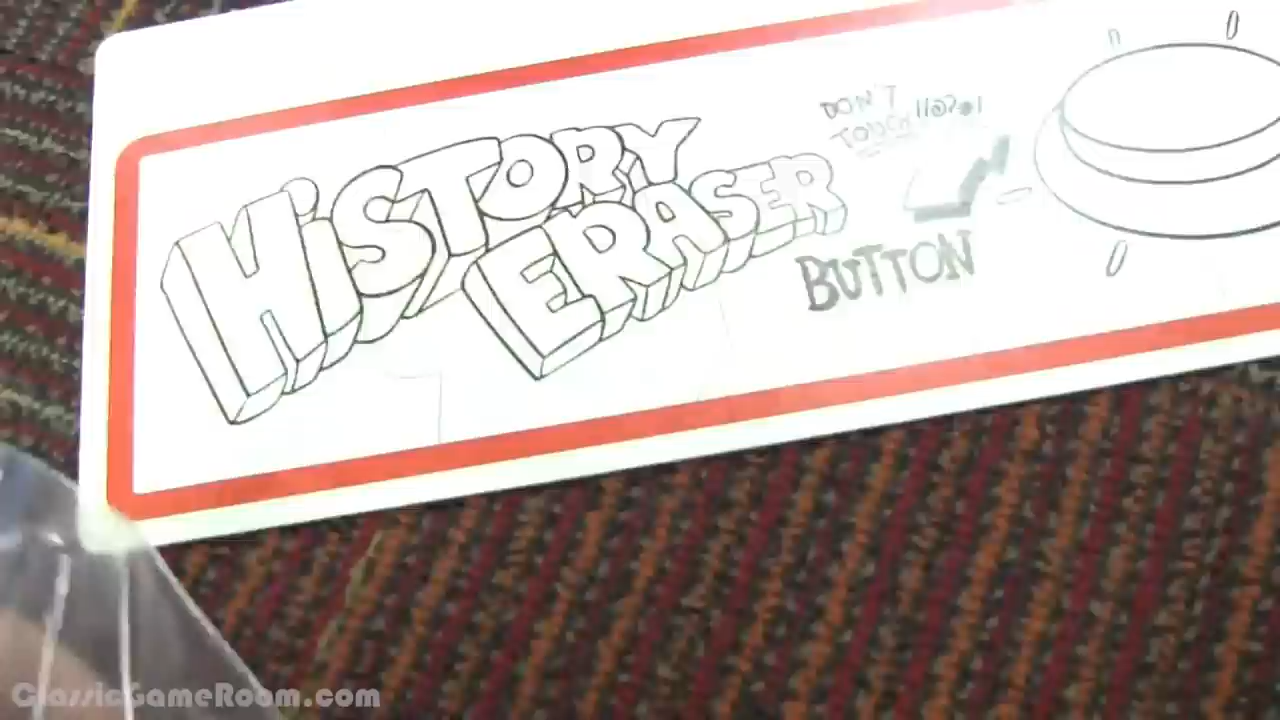 HiSTORY
ERASER
DON'T
TOUCH
BUTTON
ClassicGameRoom.com